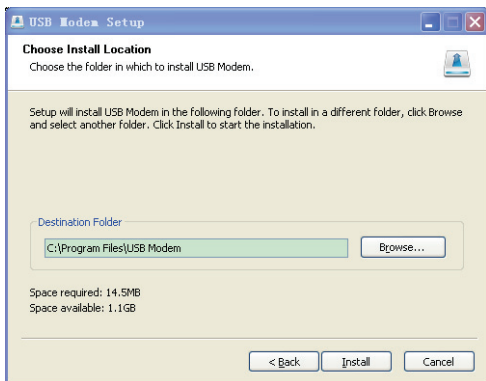 USB Modem Setup
Choose Install Location
Choose the folder in which to install USB Modem.
Setup will install USB Modem in the following folder. To install in a different folder, click Browse
and select another folder. Click Install to start the installation.
Destination Folder
C:\Program Files\USB Modem
Browse...
Space required: 14.5MB
Space available: 1.1GB
< Back
Install
Cancel